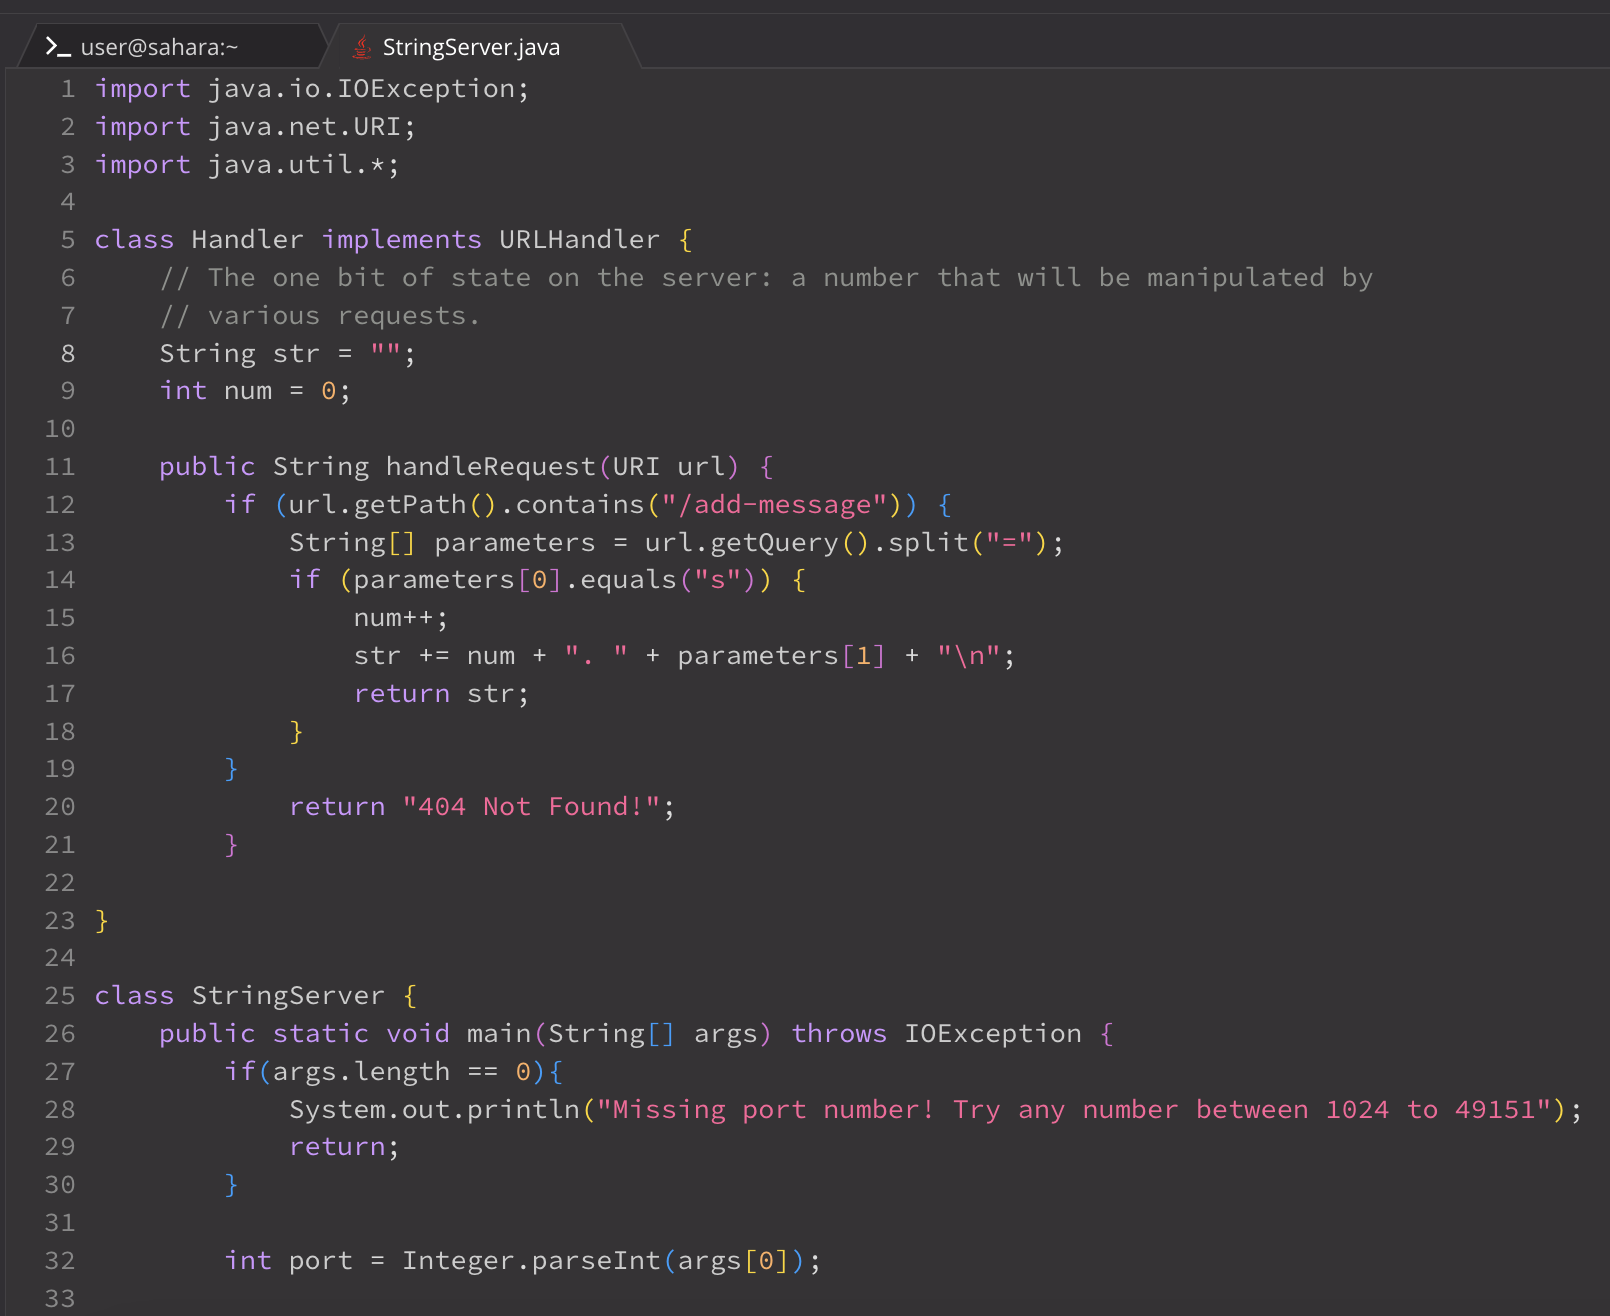 >_ user@sahara:~ StringServer.java
1 import java.io.IOException;
2 import java.net.URI;
3 import java.util.*;
4
5 class Handler implements URLHandler {
6     // The one bit of state on the server: a number that will be manipulated by
7     // various requests.
8     String str = "";
9     int num = 0;
10
11     public String handleRequest(URI url) {
12         if (url.getPath().contains("/add-message")) {
13             String[] parameters = url.getQuery().split("=");
14             if (parameters[0].equals("s")) {
15                 num++;
16                 str += num + ". " + parameters[1] + "\n";
17                 return str;
18             }
19         }
20             return "404 Not Found!";
21         }
22
23 }
24
25 class StringServer {
26     public static void main(String[] args) throws IOException {
27         if(args.length == 0){
28             System.out.println("Missing port number! Try any number between 1024 to 49151");
29             return;
30         }
31
32         int port = Integer.parseInt(args[0]);
33